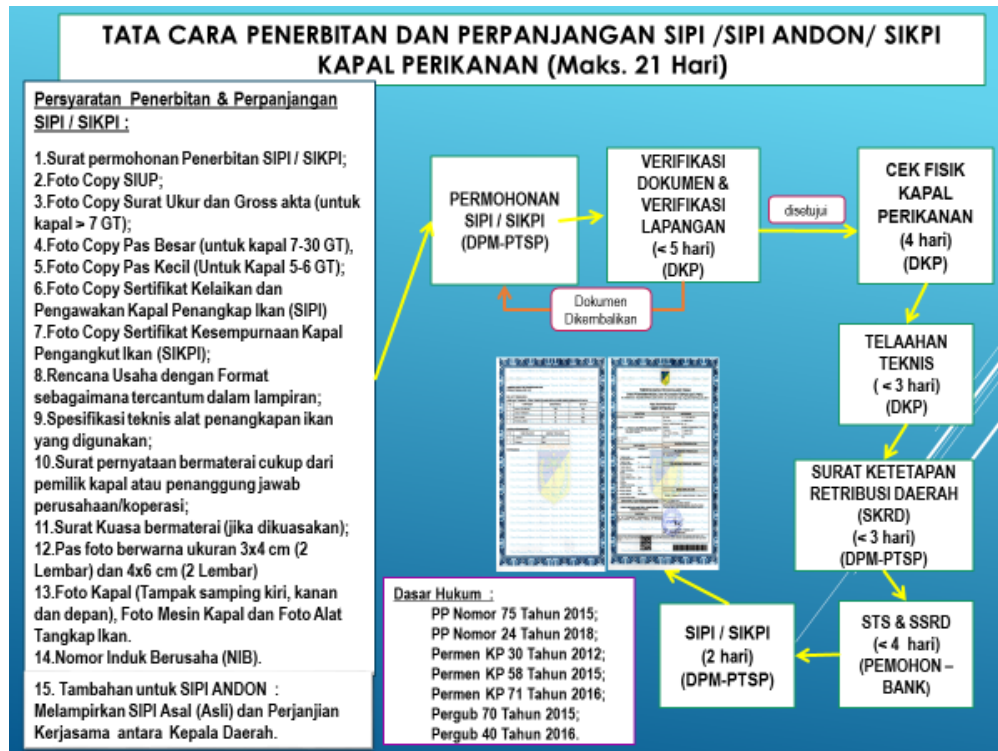 TATA CARA PENERBITAN DAN PERPANJANGAN SIPI /SIPI ANDON/ SIKPI
KAPAL PERIKANAN (Maks. 21 Hari)
Persyaratan Penerbitan & Perpanjangan
SIPI / SIKPI :
1.Surat permohonan Penerbitan SIPI / SIKPI;
2.Foto Copy SIUP;
3.Foto Copy Surat Ukur dan Gross akta (untuk
kapal > 7 GT);
4.Foto Copy Pas Besar (untuk kapal 7-30 GT),
5.Foto Copy Pas Kecil (Untuk Kapal 5-6 GT);
6.Foto Copy Sertifikat Kelaikan dan
Pengawakan Kapal Penangkap Ikan (SIPI)
7.Foto Copy Sertifikat Kesempurnaan Kapal
Pengangkut Ikan (SIKPI);
8.Rencana Usaha dengan Format
sebagaimana tercantum dalam lampiran;
9.Spesifikasi teknis alat penangkapan ikan
yang digunakan;
10.Surat pernyataan bermaterai cukup dari
pemilik kapal atau penanggung jawab
perusahaan/koperasi;
11.Surat Kuasa bermaterai (jika dikuasakan);
12.Pas foto berwarna ukuran 3x4 cm (2
Lembar) dan 4x6 cm (2 Lembar)
13.Foto Kapal (Tampak samping kiri, kanan
dan depan), Foto Mesin Kapal dan Foto Alat
Tangkap Ikan.
14.Nomor Induk Berusaha (NIB).
15. Tambahan untuk SIPI ANDON :
Melampirkan SIPI Asal (Asli) dan Perjanjian
Kerjasama antara Kepala Daerah.
PERMOHONAN
SIPI / SIKPI
(DPM-PTSP)
VERIFIKASI
DOKUMEN &
VERIFIKASI
LAPANGAN
(< 5 hari)
(DKP)
disetujui
Dokumen
Dikembalikan
CEK FISIK
KAPAL
PERIKANAN
(4 hari)
(DKP)
TELAAHAN
TEKNIS
( < 3 hari)
(DKP)
SURAT KETETAPAN
RETRIBUSI DAERAH
(SKRD)
(< 3 hari)
(DPM-PTSP)
STS & SSRD
(< 4 hari)
(PEMOHON –
BANK)
SIPI / SIKPI
(2 hari)
(DPM-PTSP)
Dasar Hukum :
PP Nomor 75 Tahun 2015;
PP Nomor 24 Tahun 2018;
Permen KP 30 Tahun 2012;
Permen KP 58 Tahun 2015;
Permen KP 71 Tahun 2016;
Pergub 70 Tahun 2015;
Pergub 40 Tahun 2016.